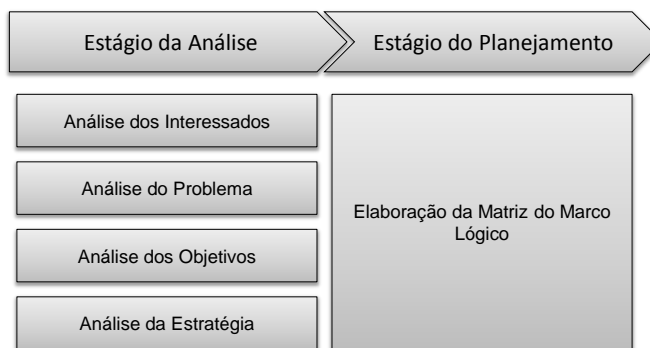 Estágio da Análise
Estágio do Planejamento
Análise dos Interessados
Análise do Problema
Análise dos Objetivos
Análise da Estratégia
Elaboração da Matriz do Marco
Lógico